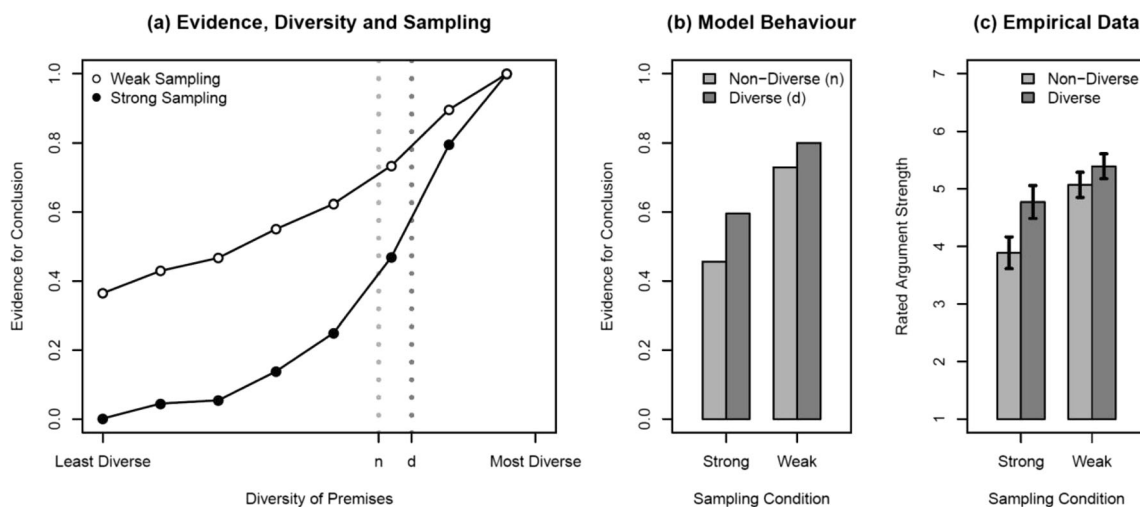 (a) Evidence, Diversity and Sampling
Weak Sampling
Strong Sampling
Evidence for Conclusion
0.0
0.2
0.4
0.6
0.8
1.0
Least Diverse
n
d
Most Diverse
Diversity of Premises
(b) Model Behaviour
Non−Diverse (n)
Diverse (d)
Evidence for Conclusion
0.0
0.2
0.4
0.6
0.8
1.0
Strong
Weak
Sampling Condition
(c) Empirical Data
Non−Diverse
Diverse
Rated Argument Strength
1
2
3
4
5
6
7
Strong
Weak
Sampling Condition